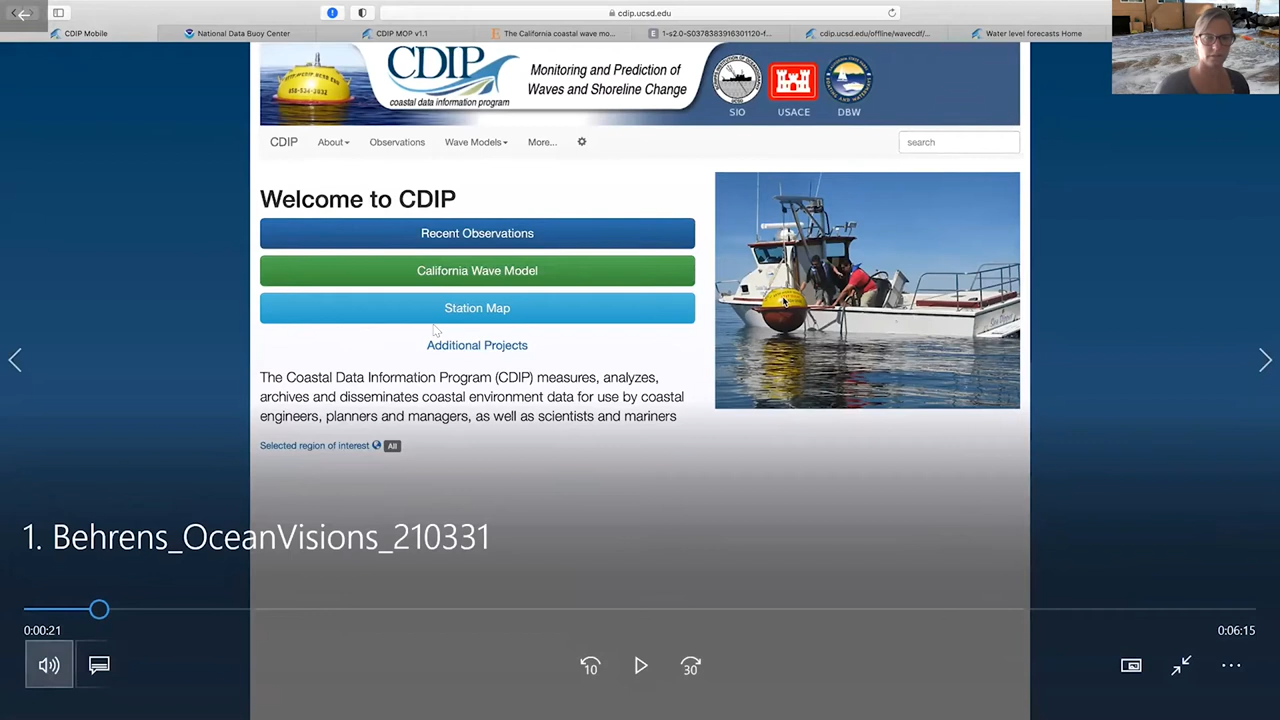 cdip.ucsd.edu
CDIP Mobile
National Data Buoy Center
CDIP MOP v1.1
The California coastal wave mo...
1-s2.0-S0378383916301120-f...
cdip.ucsd.edu/offline/wavecdf/...
Water level forecasts Home
CDIP
coastal data information program
Monitoring and Prediction of
Waves and Shoreline Change
SIO
USACE
DBW
CDIP
About
Observations
Wave Models
More...
search
Welcome to CDIP
Recent Observations
California Wave Model
Station Map
Additional Projects
The Coastal Data Information Program (CDIP) measures, analyzes,
archives and disseminates coastal environment data for use by coastal
engineers, planners and managers, as well as scientists and mariners
Selected region of interest All
1. Behrens_OceanVisions_210331
0:00:21
0:06:15
10
30